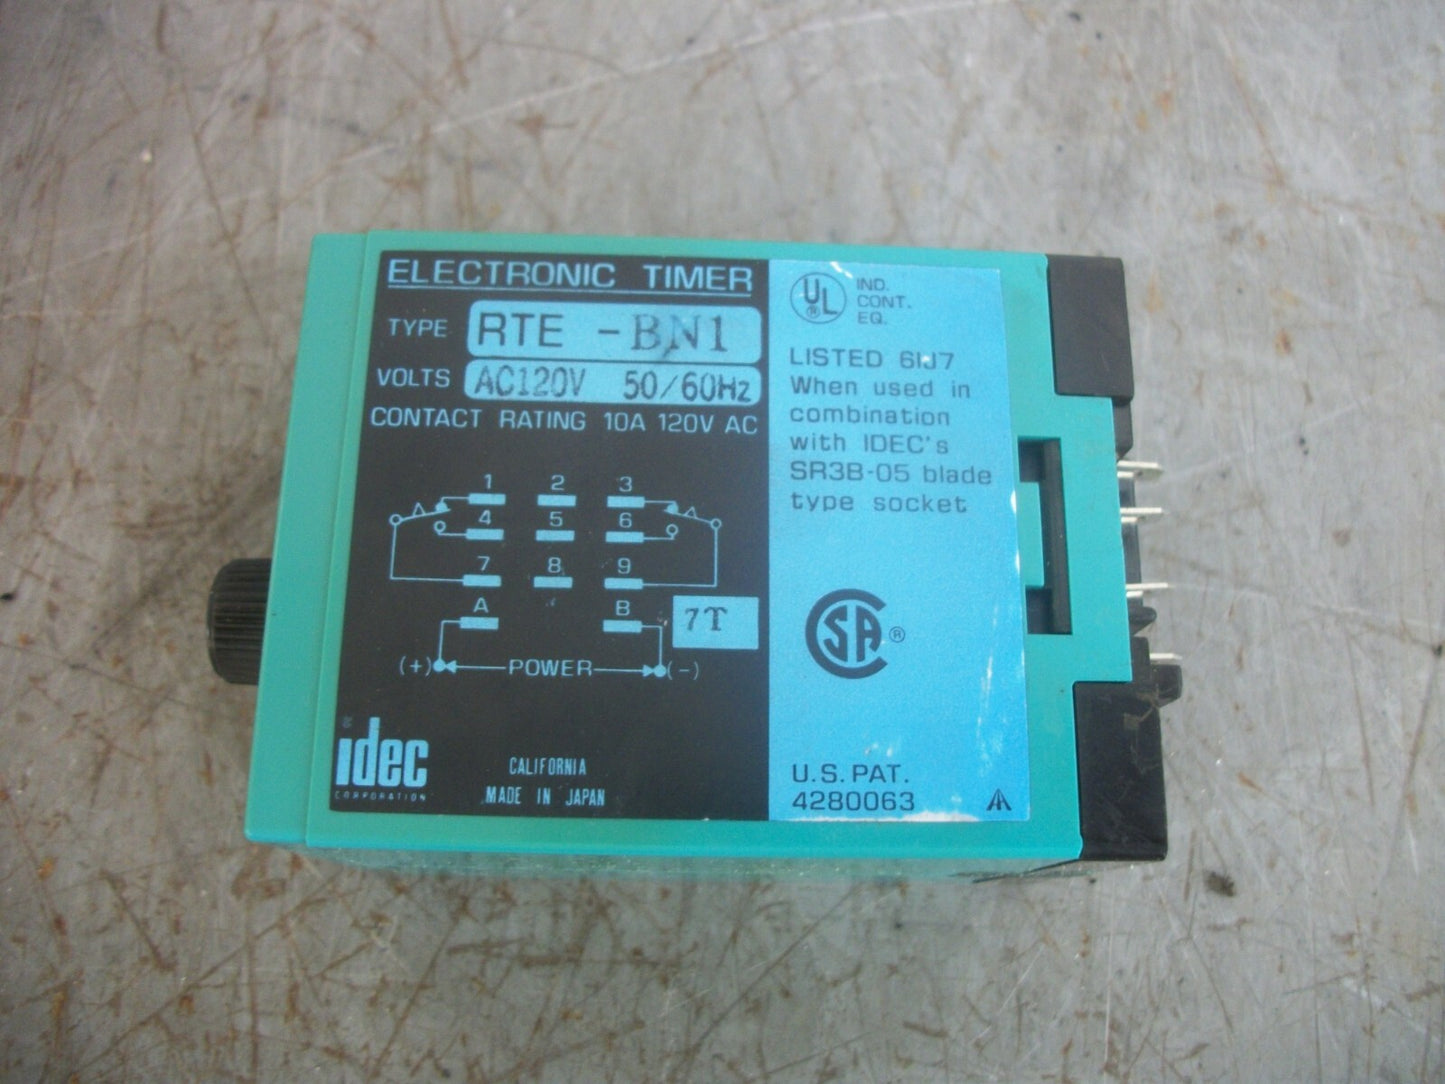 ELECTRONIC TIMER
TYPE RTE -BN1
VOLTS AC120V 50/60Hz
CONTACT RATING 10A 120V AC
1 2 3
4 5 6
7 8 9
A B
7T
(+) POWER (-)
® idec
CORPORATION
CALIFORNIA
MADE IN JAPAN
UL ® IND.
CONT.
EQ.
LISTED 6IJ7
When used in
combination
with IDEC's
SR3B-05 blade
type socket
CSA ®
U.S. PAT.
4280063